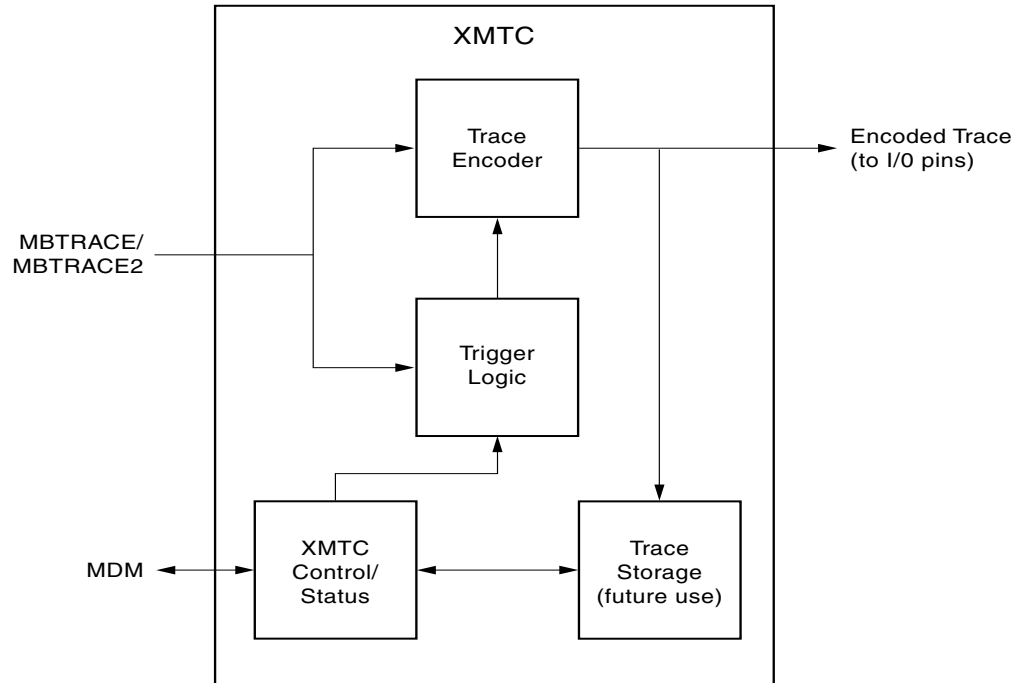 XMTC
Trace
Encoder
Encoded Trace
(to I/0 pins)
MBTRACE/
MBTRACE2
Trigger
Logic
MDM
XMTC
Control/
Status
Trace
Storage
(future use)